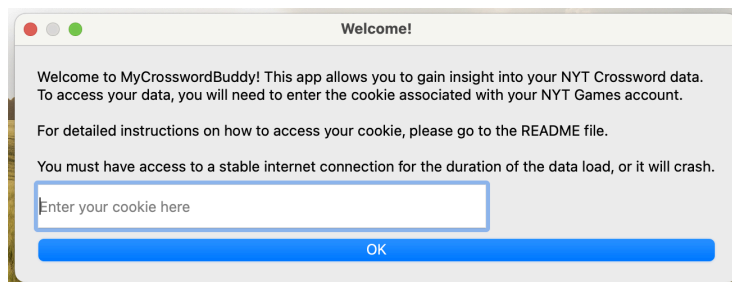 Welcome!
Welcome to MyCrosswordBuddy! This app allows you to gain insight into your NYT Crossword data.
To access your data, you will need to enter the cookie associated with your NYT Games account.
For detailed instructions on how to access your cookie, please go to the README file.
You must have access to a stable internet connection for the duration of the data load, or it will crash.
Enter your cookie here
OK